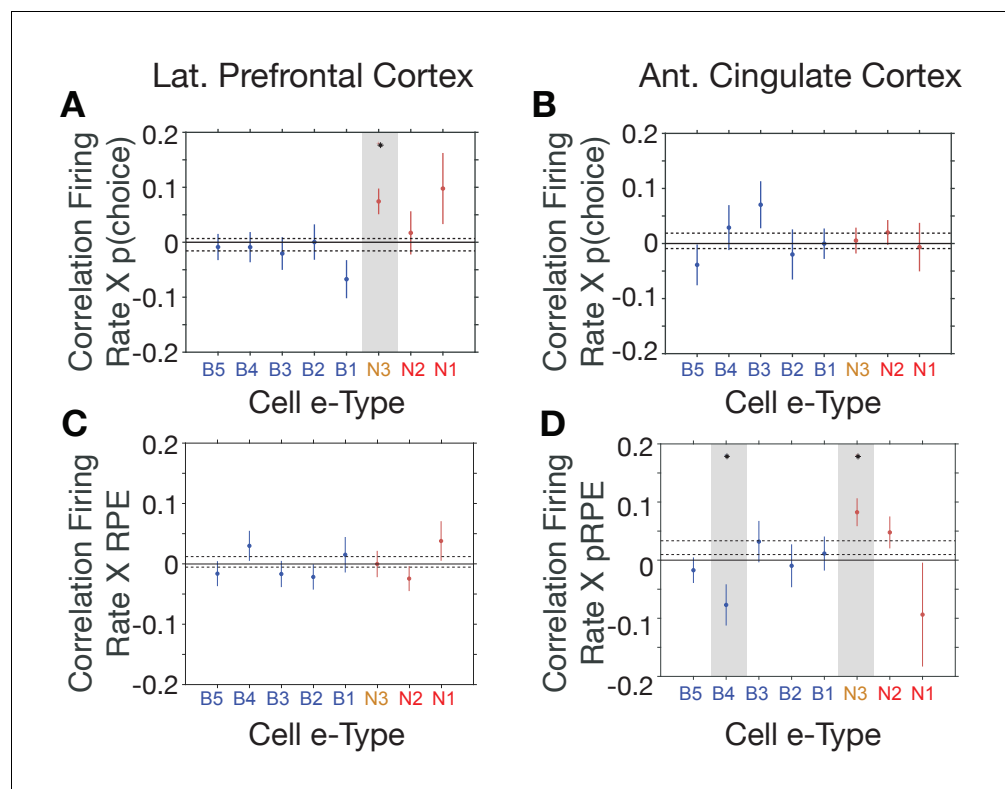 Lat. Prefrontal Cortex
Ant. Cingulate Cortex
A
Correlation Firing
Rate X p(choice)
0.2
0.1
0
-0.1
-0.2
*
B5 B4 B3 B2 B1 N3 N2 N1
Cell e-Type
B
Correlation Firing
Rate X p(choice)
0.2
0.1
0
-0.1
-0.2
B5 B4 B3 B2 B1 N3 N2 N1
Cell e-Type
C
Correlation Firing
Rate X RPE
0.2
0.1
0
-0.1
-0.2
B5 B4 B3 B2 B1 N3 N2 N1
Cell e-Type
D
Correlation Firing
Rate X pRPE
0.2
0.1
0
-0.1
-0.2
* *
B5 B4 B3 B2 B1 N3 N2 N1
Cell e-Type